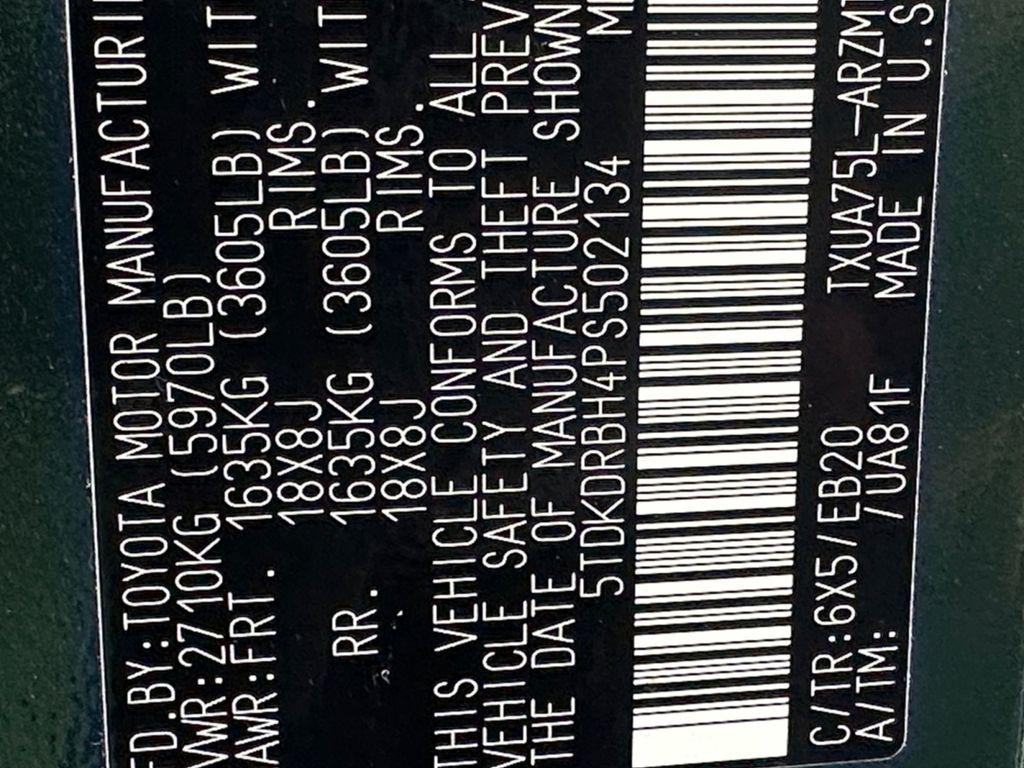 FD.BY:TOYOTA MOTOR MANUFACTURI
VWR:2710KG (5970LB)
AWR:FRT. 1635KG (3605LB) WIT
18X8J RIMS.
RR. 1635KG (3605LB) WIT
18X8J RIMS.
THIS VEHICLE CONFORMS TO ALL
VEHICLE SAFETY AND THEFT PREV
THE DATE OF MANUFACTURE SHOWN
5TDKDRBH4PS502134
C/TR:6X5/EB20 TXUA75L-ARZM
A/TM: /UA81F MADE IN U.S